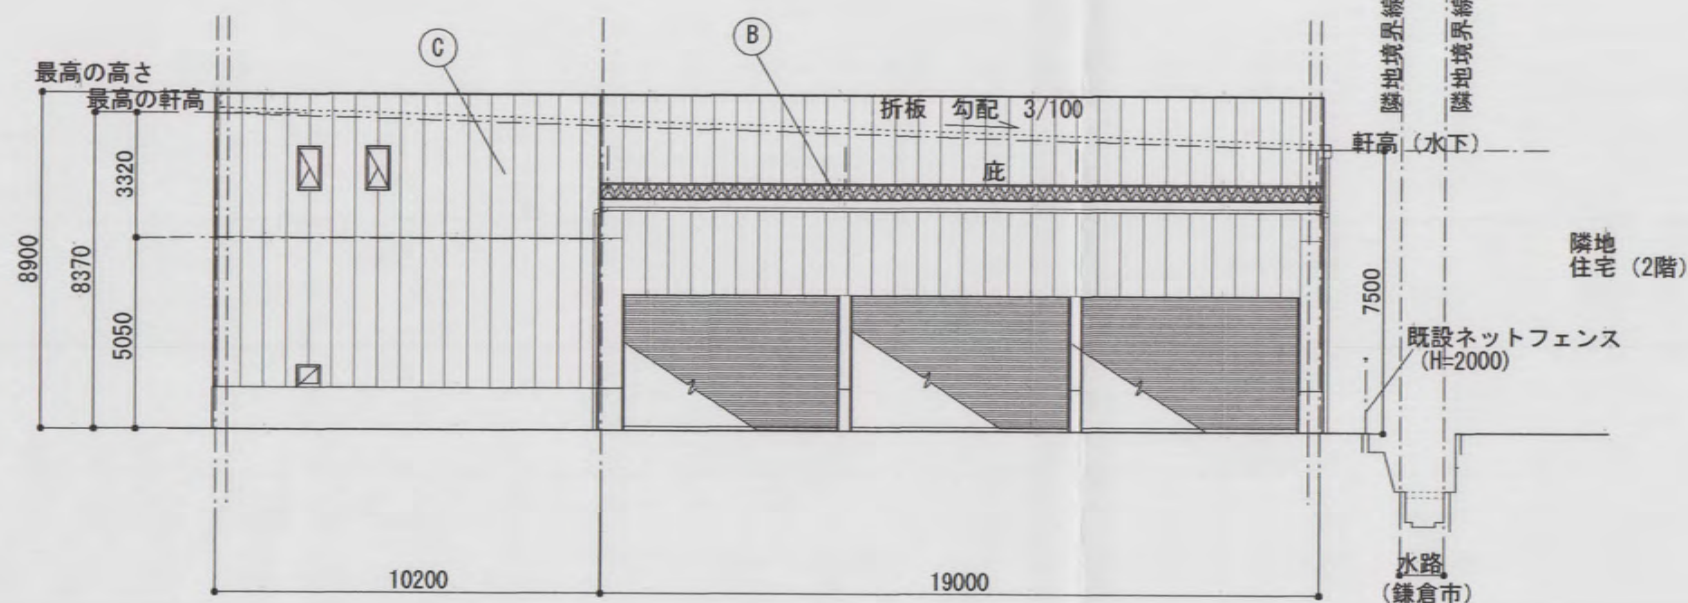 隣地境界線
隣地境界線
C
B
最高の高さ
最高の軒高
折板 勾配 3/100
軒高 (水下)
庇
3320
8900
8370
5050
7500
隣地
住宅 (2階)
既設ネットフェンス
(H=2000)
10200
19000
水路
(鎌倉市)